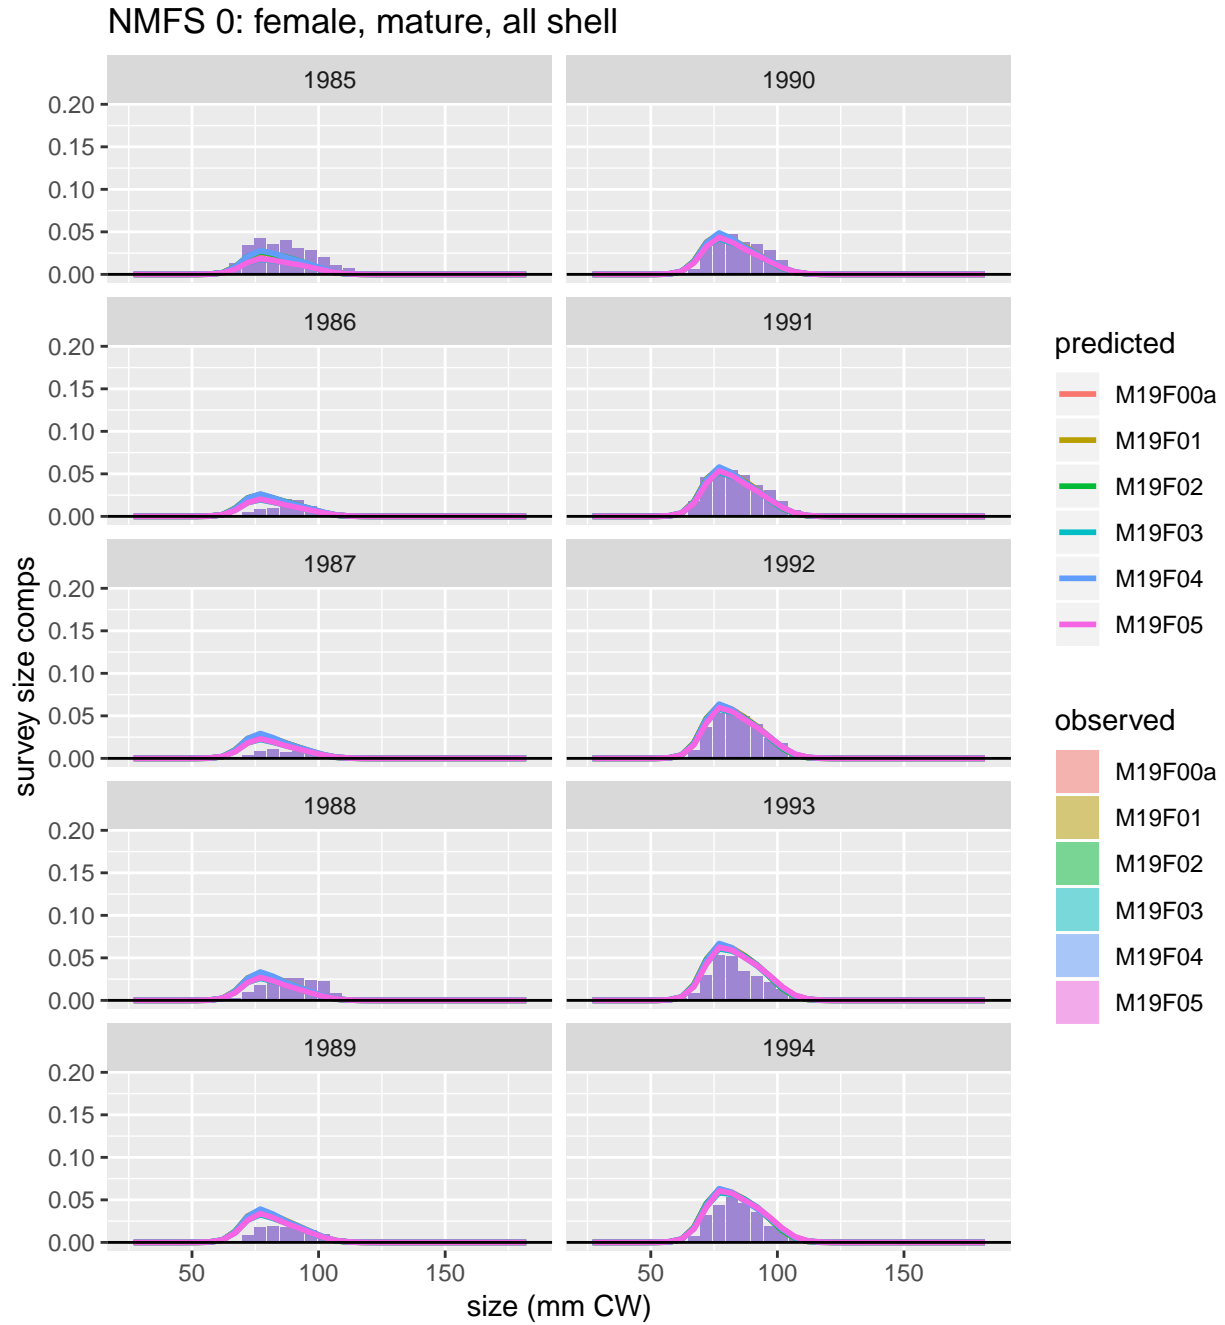 NMFS 0: female, mature, all shell
1985
1990
0.20
0.15
0.10
0.05
0.00
1986
1991
0.20
0.15
0.10
0.05
0.00
1987
1992
0.20
0.15
0.10
0.05
0.00
1988
1993
0.20
0.15
0.10
0.05
0.00
1989
1994
0.20
0.15
0.10
0.05
0.00
survey size comps
50 100 150 50 100 150
size (mm CW)
predicted
M19F00a
M19F01
M19F02
M19F03
M19F04
M19F05
observed
M19F00a
M19F01
M19F02
M19F03
M19F04
M19F05